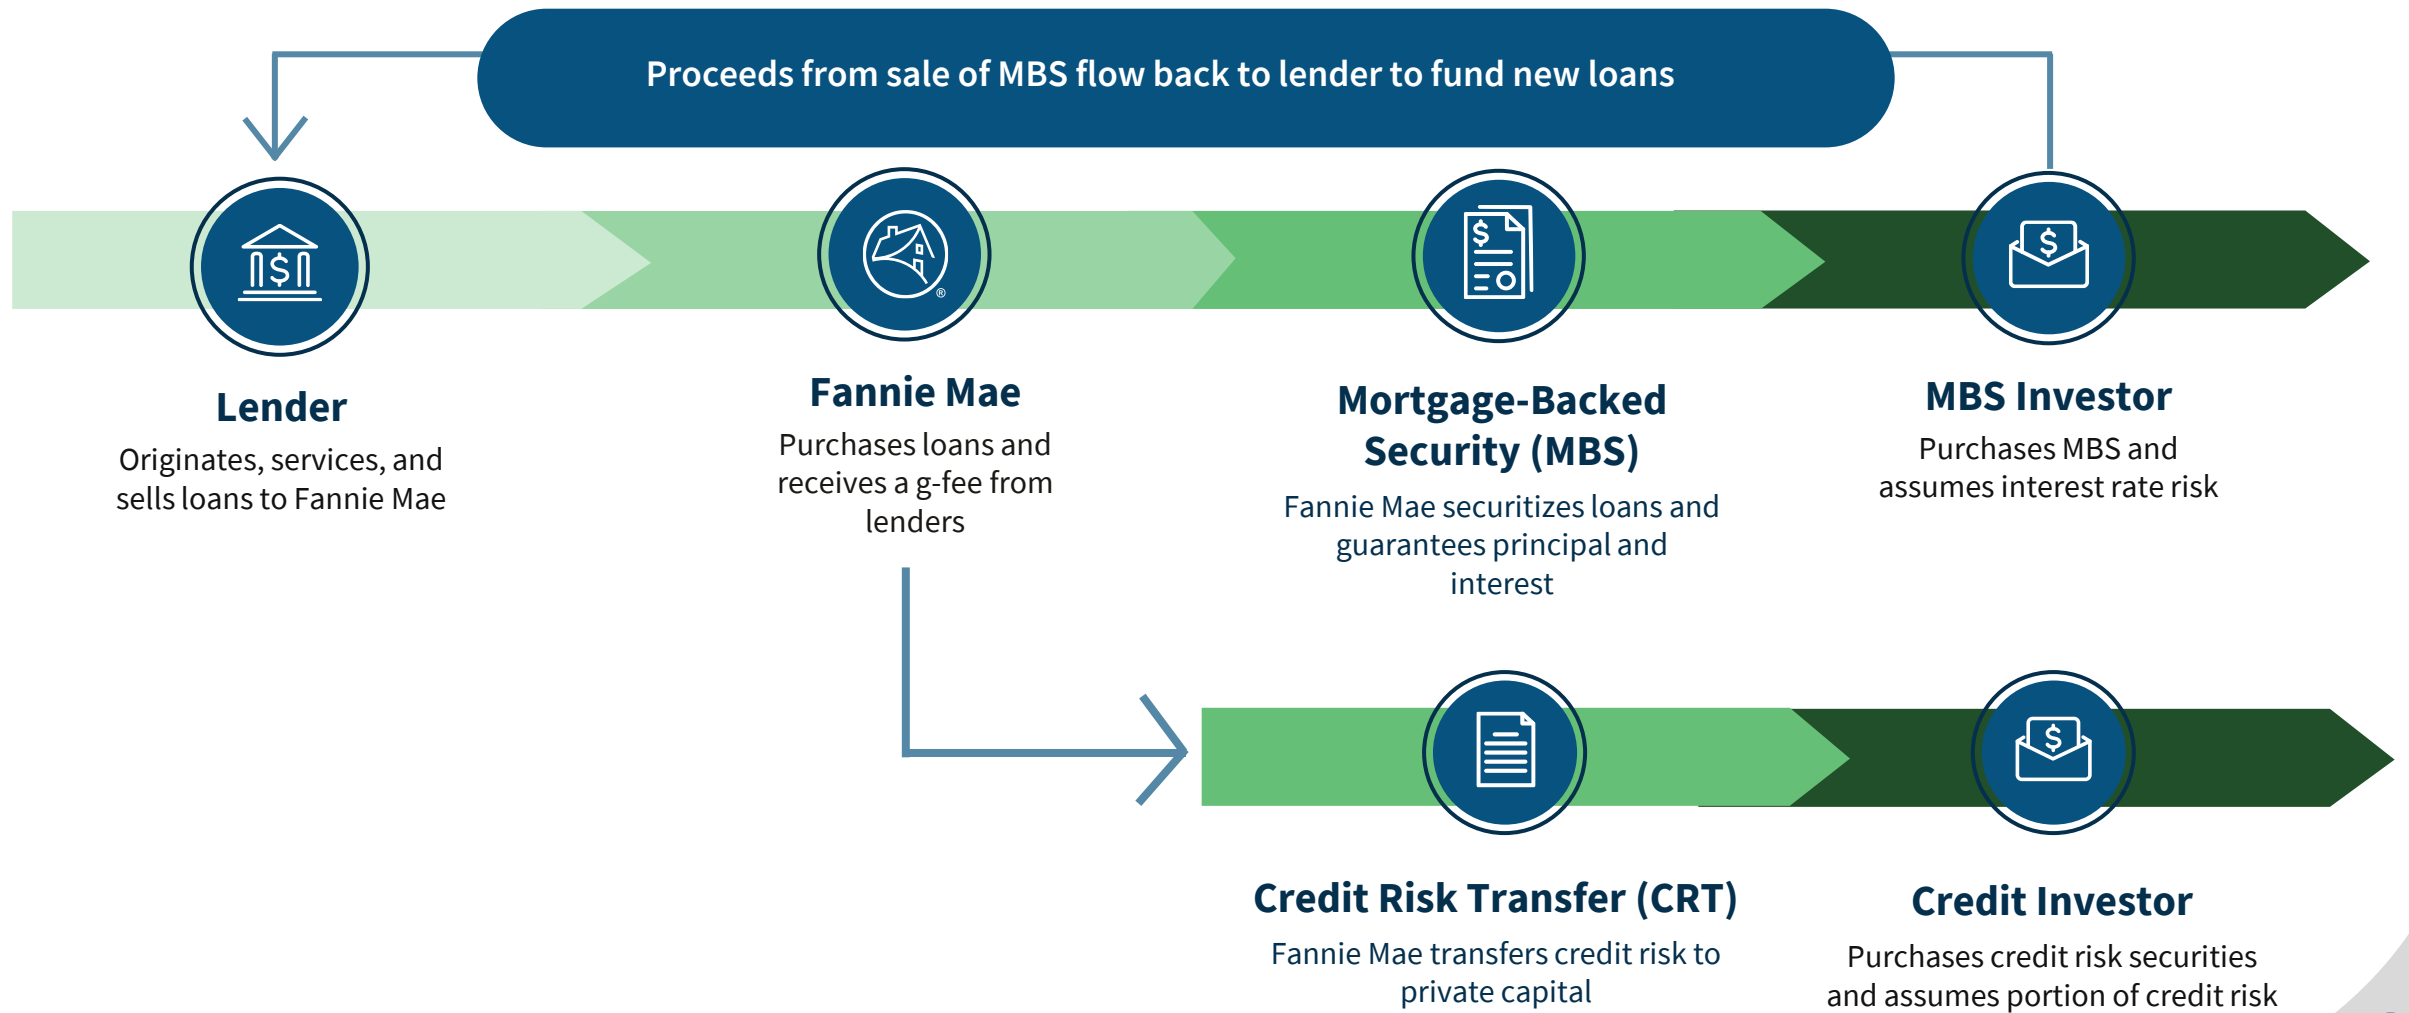 Proceeds from sale of MBS flow back to lender to fund new loans
Lender
Originates, services, and
sells loans to Fannie Mae
Fannie Mae
Purchases loans and
receives a g-fee from
lenders
Mortgage-Backed
Security (MBS)
Fannie Mae securitizes loans and
guarantees principal and
interest
MBS Investor
Purchases MBS and
assumes interest rate risk
Credit Risk Transfer (CRT)
Fannie Mae transfers credit risk to
private capital
Credit Investor
Purchases credit risk securities
and assumes portion of credit risk